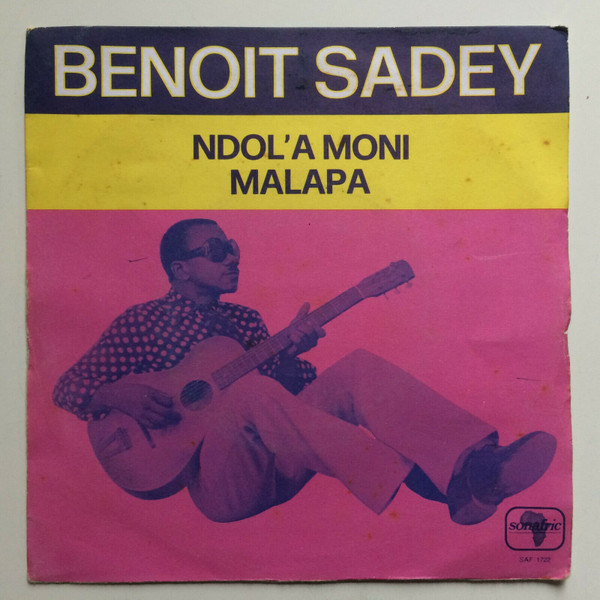 BENOIT SADEY
NDOL'A MONI
MALAPA
sonafric
SAF 1722